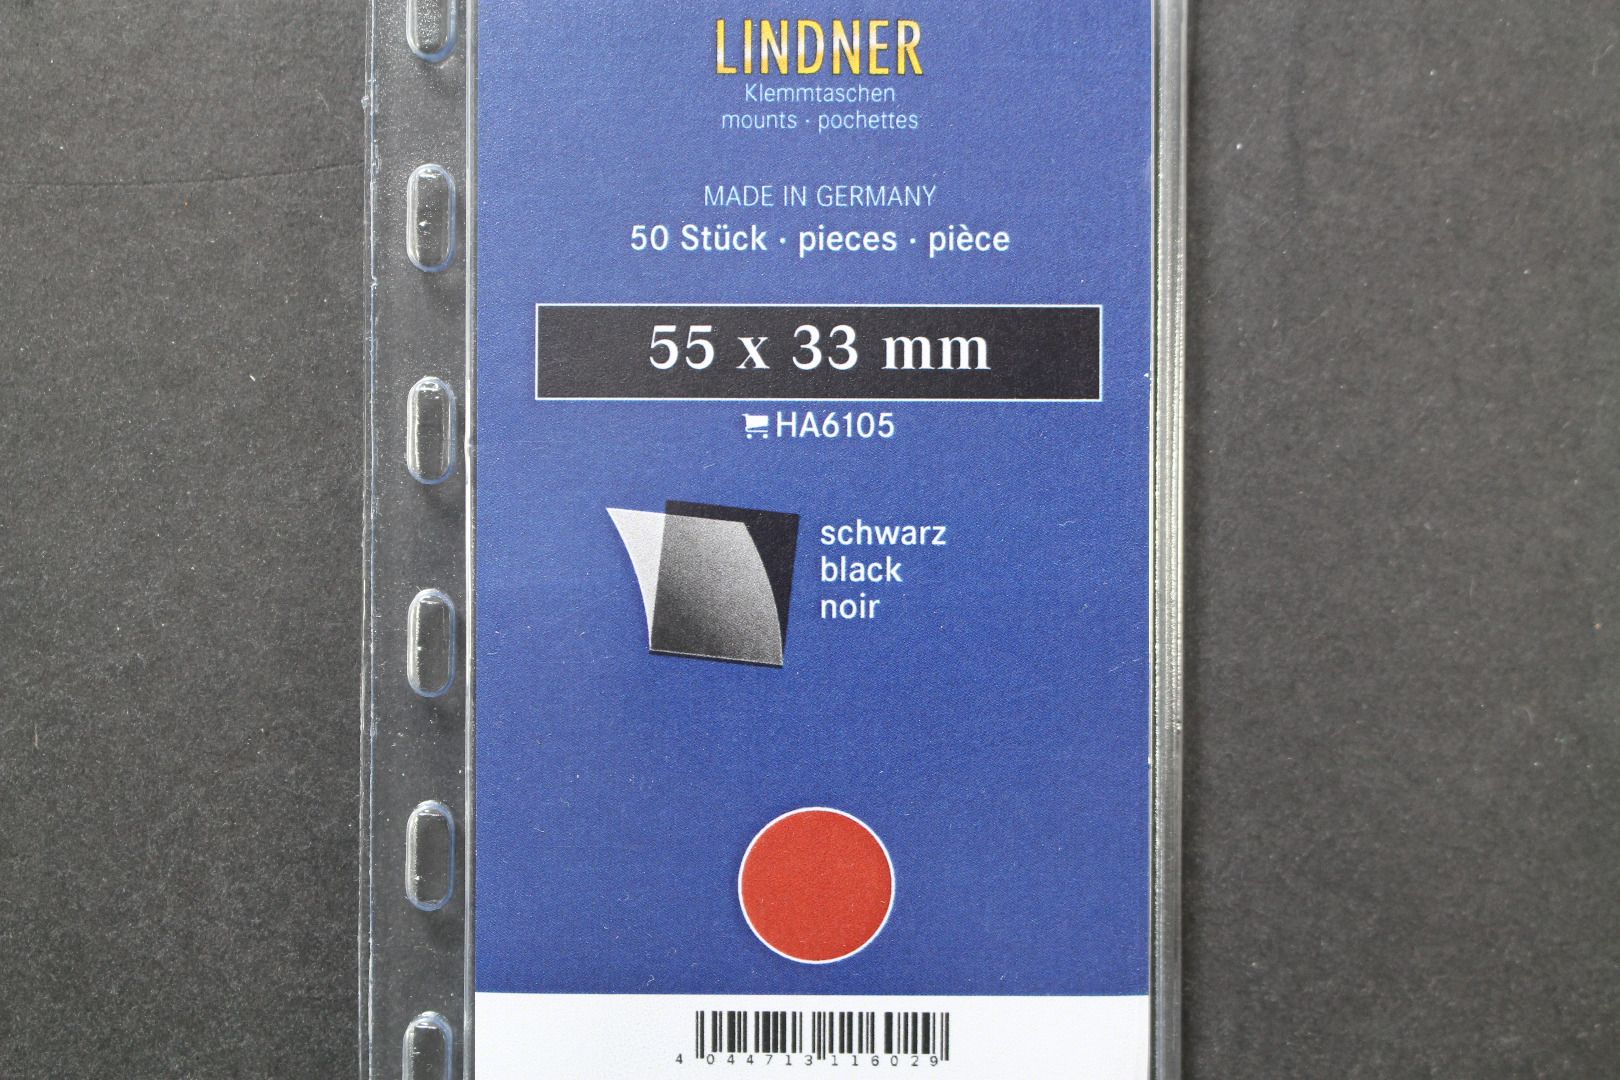 LINDNER
Klemmtaschen
mounts · pochettes
MADE IN GERMANY
50 Stück · pieces · pièce
55 x 33 mm
HA6105
schwarz
black
noir
4 044713 116029